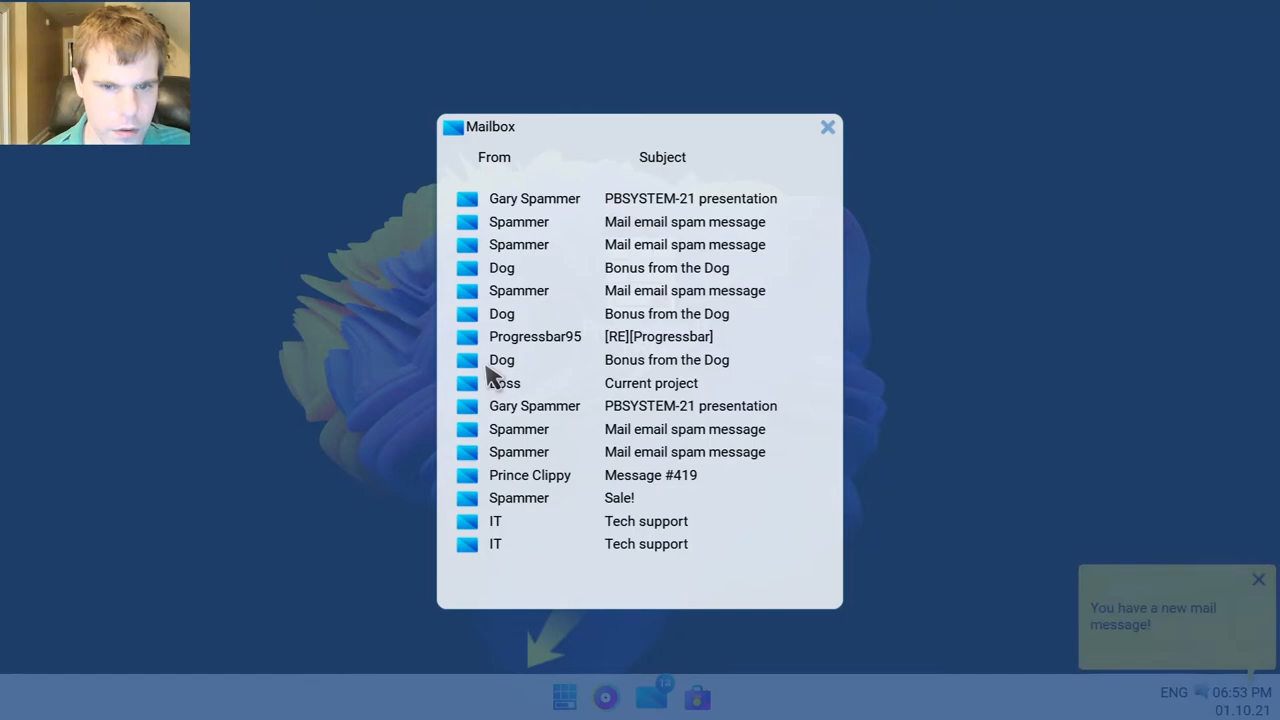 Mailbox
From Subject
Gary Spammer PBSYSTEM-21 presentation
Spammer Mail email spam message
Spammer Mail email spam message
Dog Bonus from the Dog
Spammer Mail email spam message
Dog Bonus from the Dog
Progressbar95 [RE][Progressbar]
Dog Bonus from the Dog
Current project
Gary Spammer PBSYSTEM-21 presentation
Spammer Mail email spam message
Spammer Mail email spam message
Prince Clippy Message #419
Spammer Sale!
IT Tech support
IT Tech support
You have a new mail
message!
ENG 06:53 PM
01.10.21